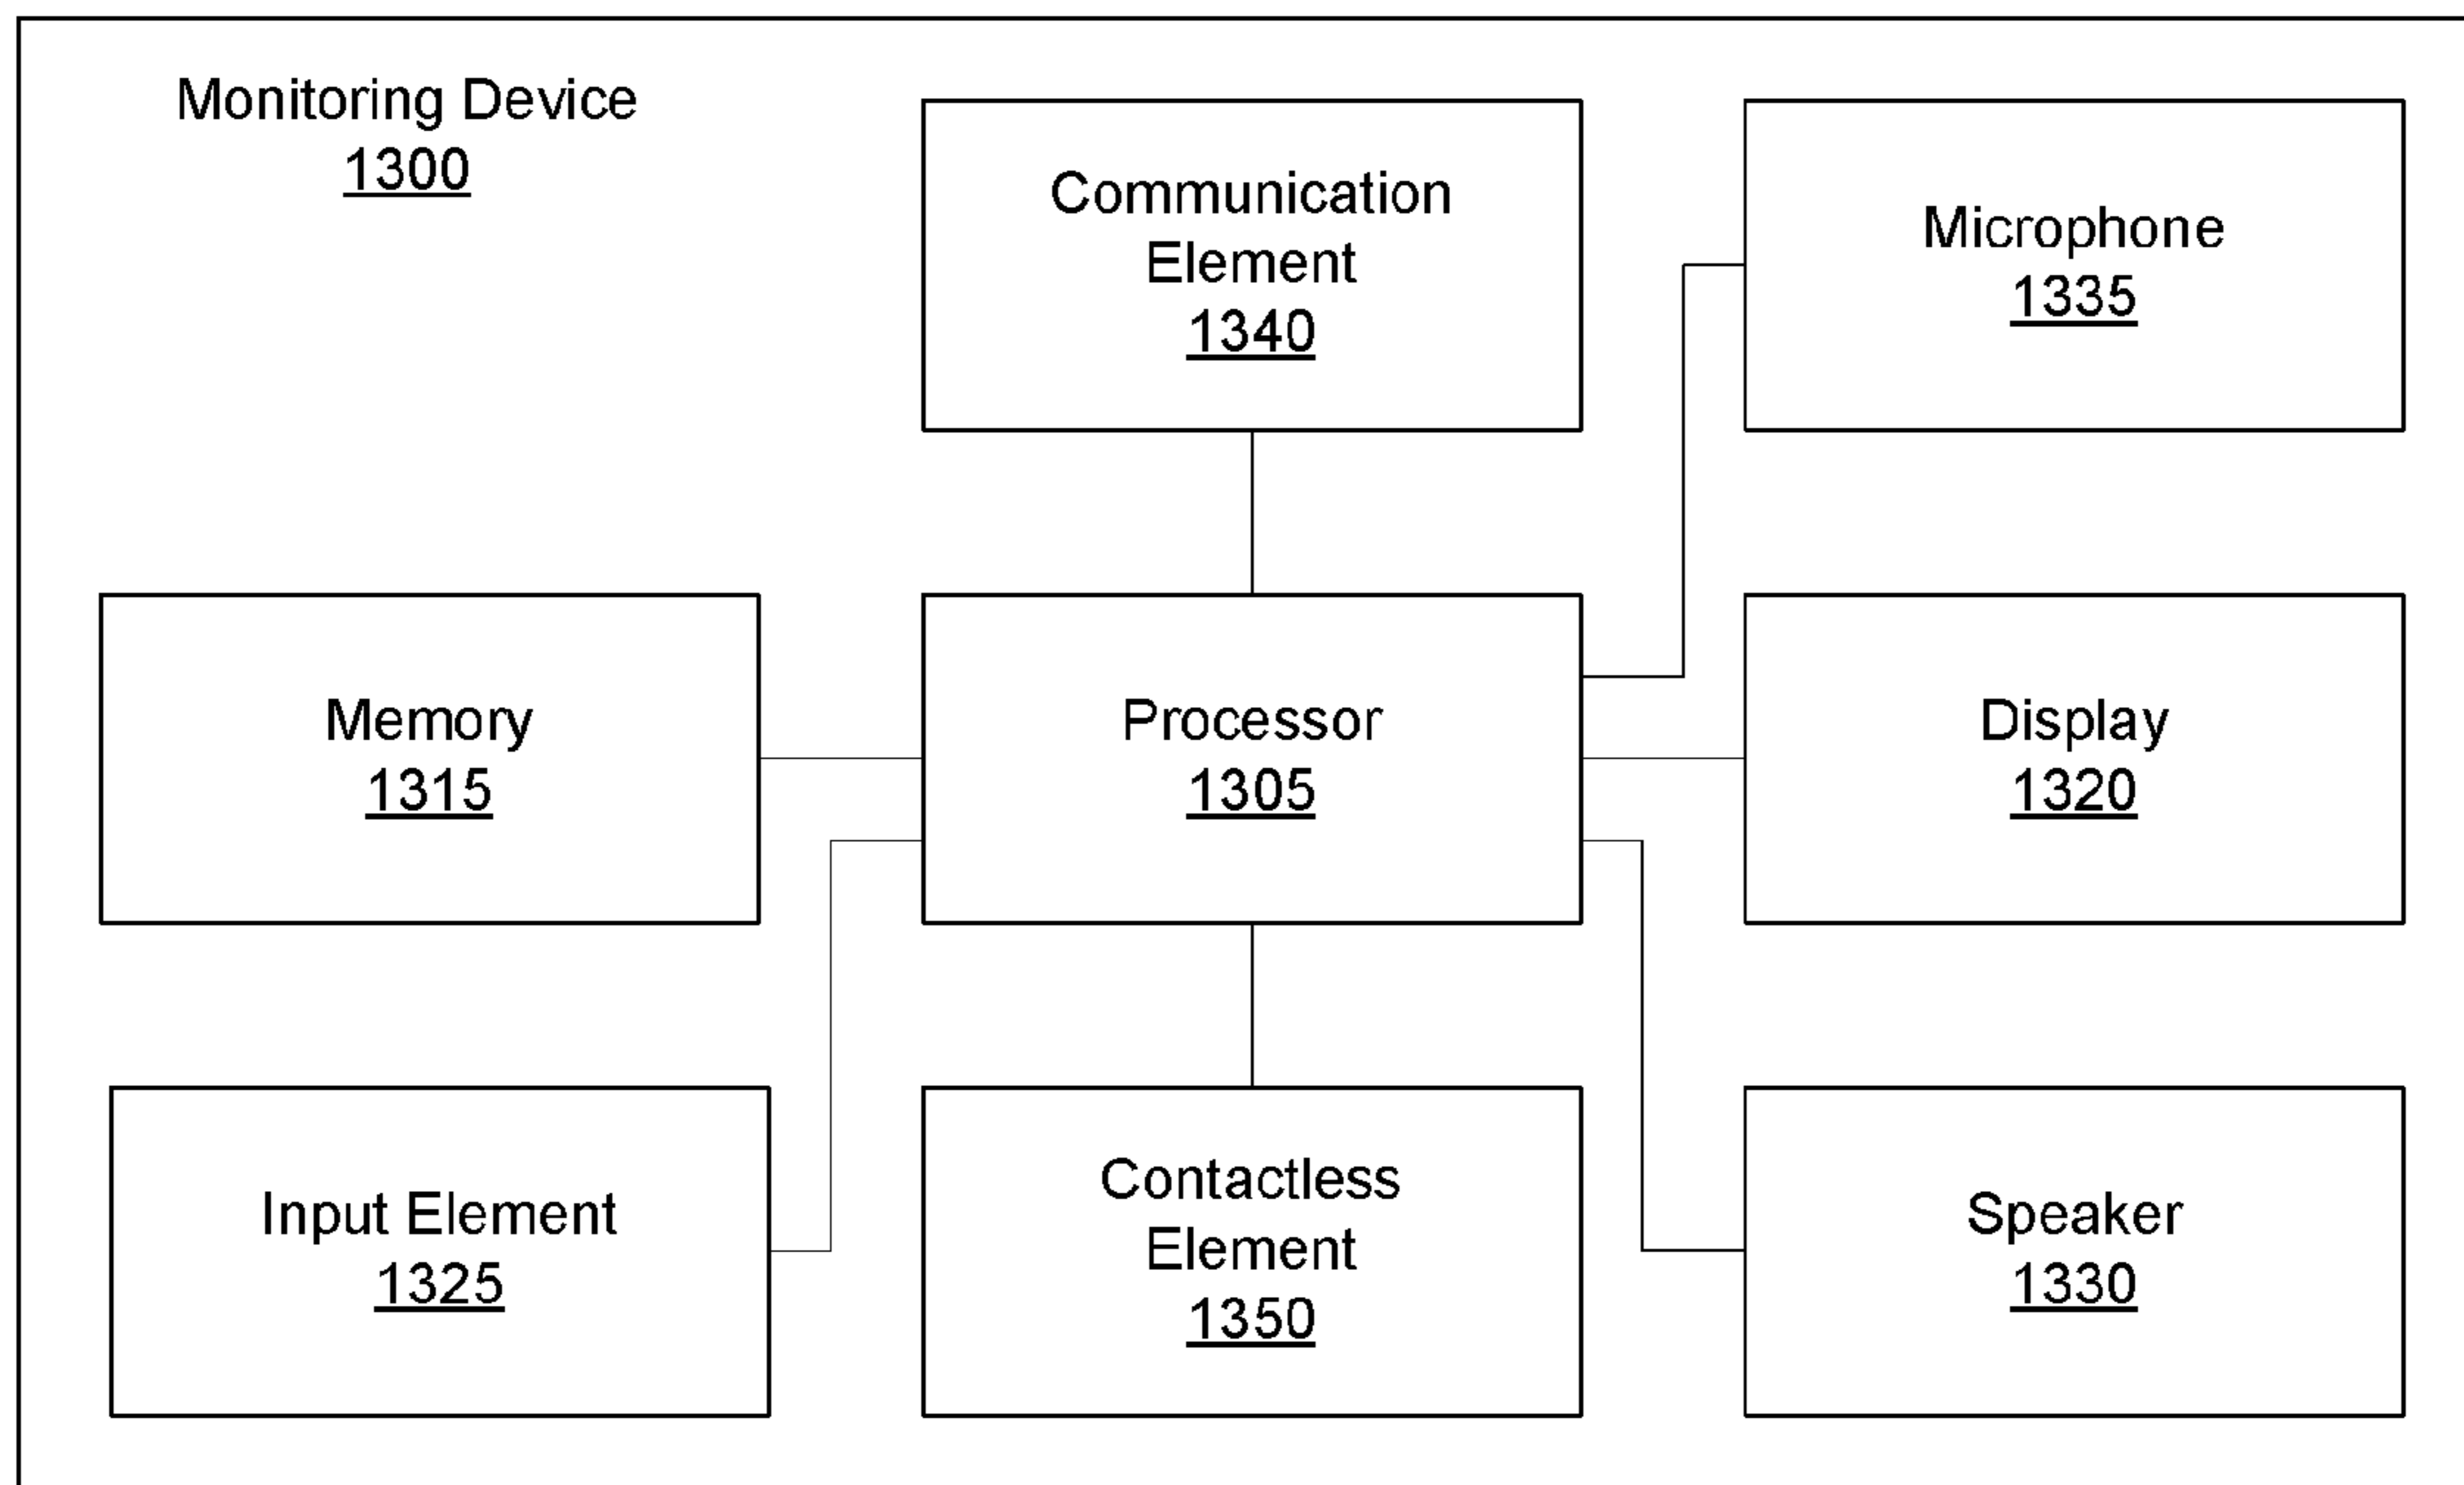 Monitoring Device
1300
Communication
Element
1340
Microphone
1335
Memory
1315
Processor
1305
Display
1320
Input Element
1325
Contactless
Element
1350
Speaker
1330